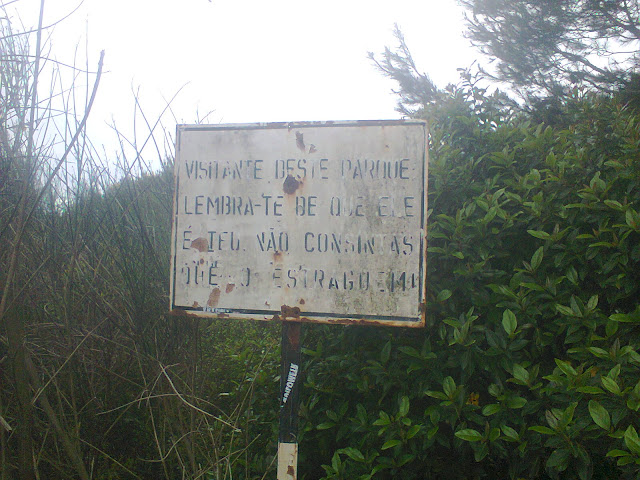 VISITANTE DESTE PARQUE
LEMBRA-TE DE QUE ELE
É TEU NÃO CONSINTAS
QUE O ESTRAGUEM!